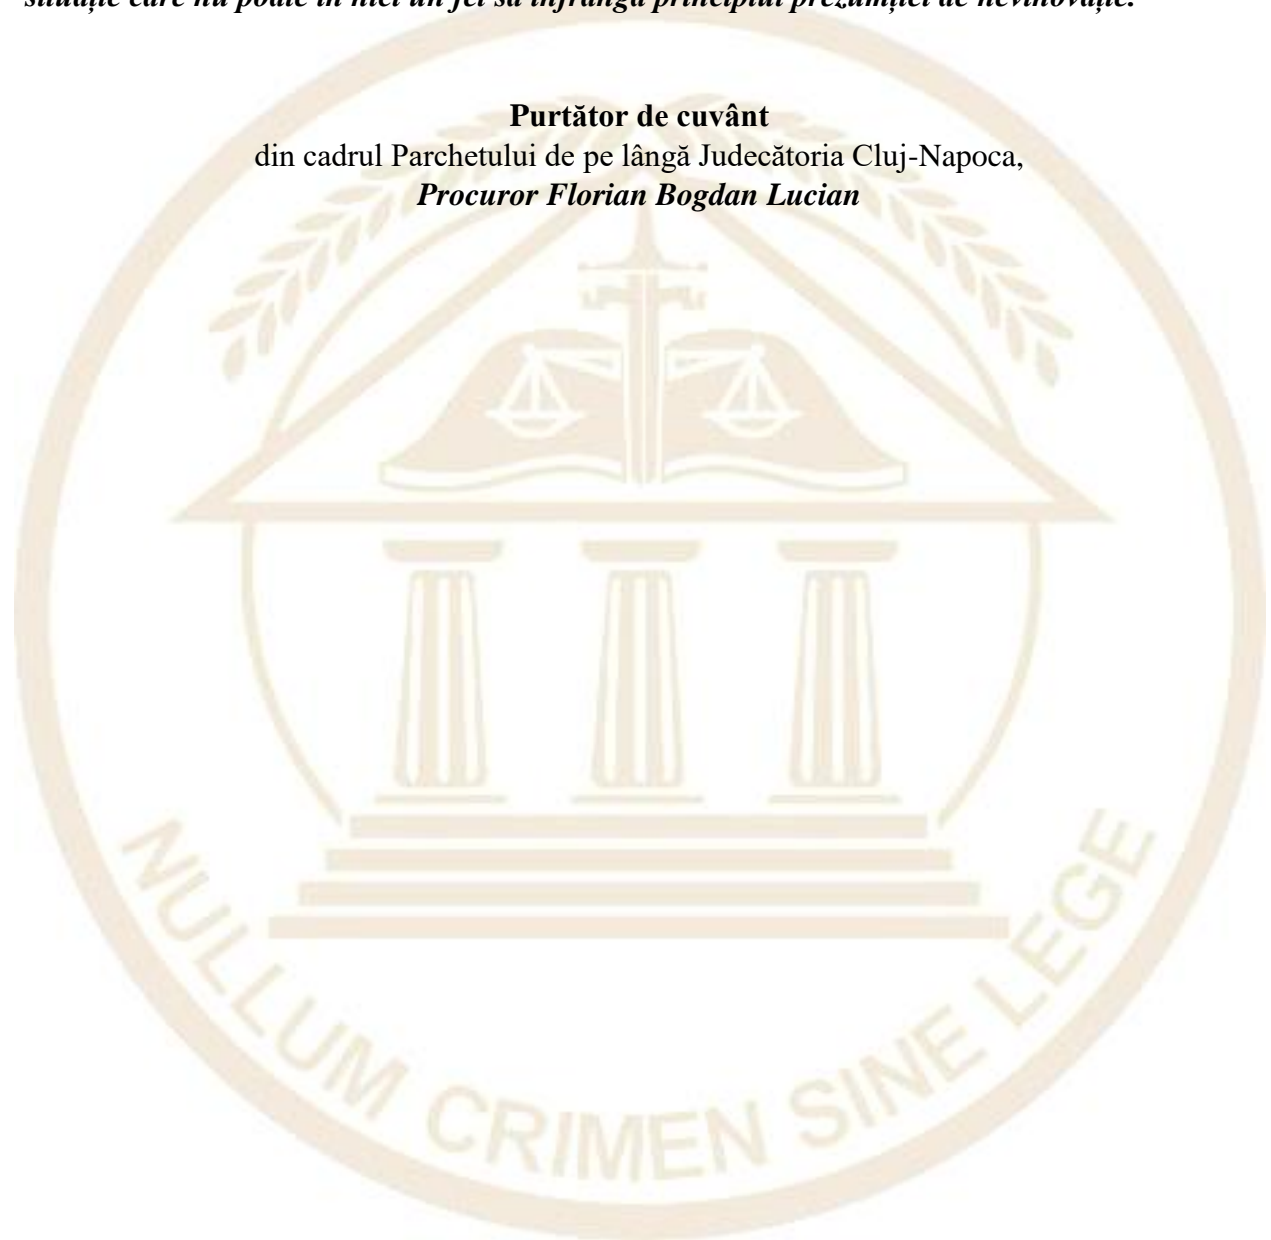 situație care nu poate în nici un fel să înfrângă principiul prezumției de nevinovăție.
Purtător de cuvânt
din cadrul Parchetului de pe lângă Judecătoria Cluj-Napoca,
Procuror Florian Bogdan Lucian
NULLUM CRIMEN SINE LEGE